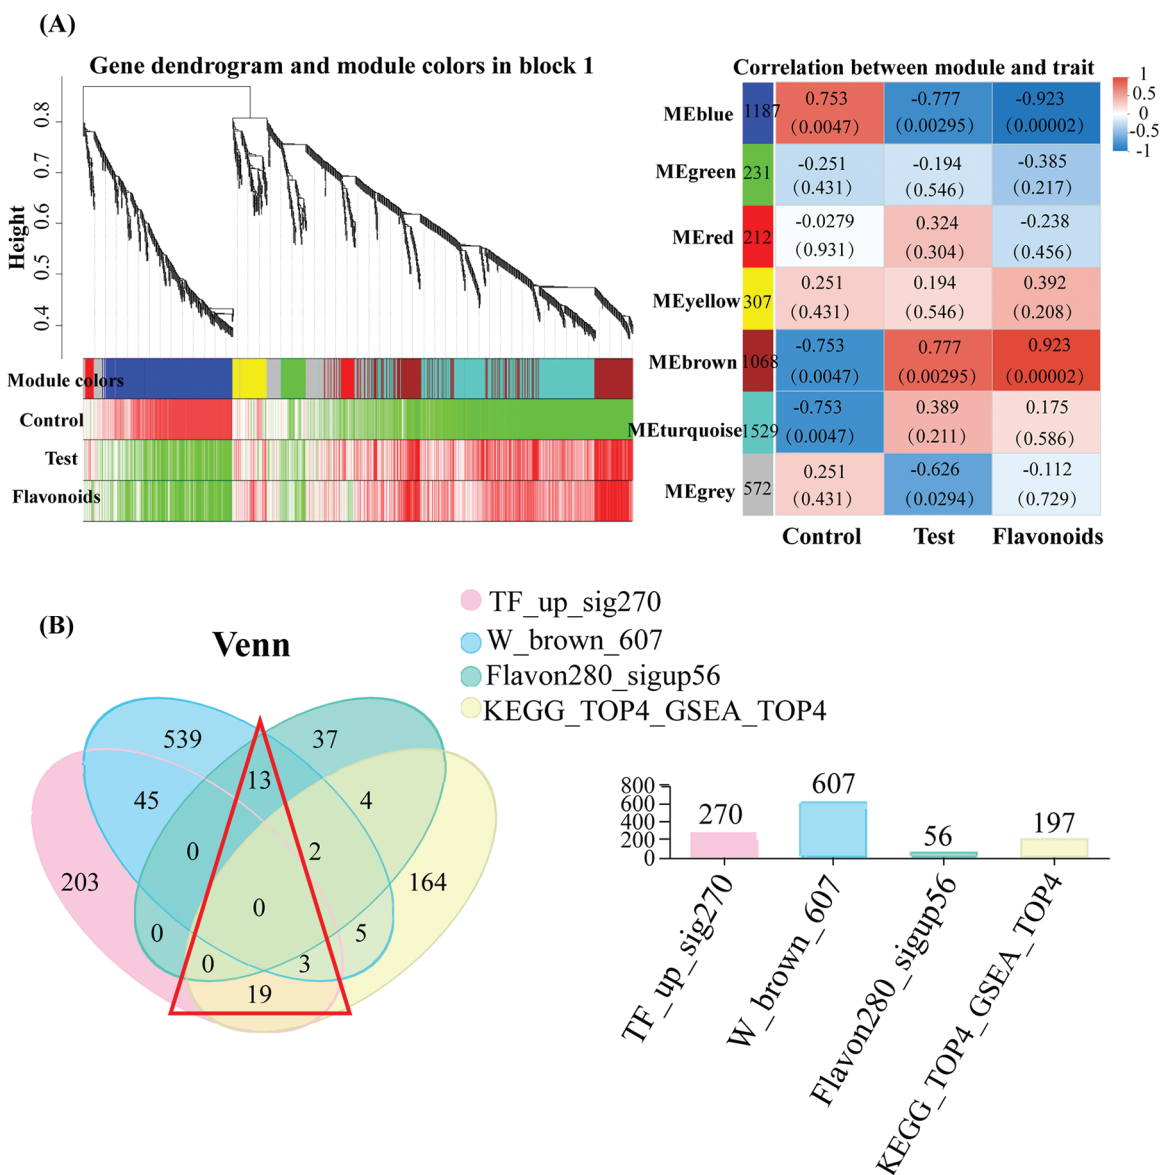 (A)
Gene dendrogram and module colors in block 1
Height
0.8
0.7
0.6
0.5
0.4
Module colors
Control
Test
Flavonoids
Correlation between module and trait
1
0.5
0
-0.5
-1
MEblue 1187 0.753 -0.777 -0.923
(0.0047) (0.00295) (0.00002)
MEgreen 231 -0.251 -0.194 -0.385
(0.431) (0.546) (0.217)
MEred 212 -0.0279 0.324 -0.238
(0.931) (0.304) (0.456)
MEyellow 307 0.251 0.194 0.392
(0.431) (0.546) (0.208)
MEbrown 1068 -0.753 0.777 0.923
(0.0047) (0.00295) (0.00002)
MEturquoise 1529 -0.753 0.389 0.175
(0.0047) (0.211) (0.586)
MEgrey 572 0.251 -0.626 -0.112
(0.431) (0.0294) (0.729)
Control Test Flavonoids
(B)
Venn
TF_up_sig270
W_brown_607
Flavon280_sigup56
KEGG_TOP4_GSEA_TOP4
539 37
13
45 4
0 2
203 164
0
0 5
0 3
19
800
600
400
200
0
270
607
56
197
TF_up_sig270
W_brown_607
Flavon280_sigup56
KEGG_TOP4_GSEA_TOP4